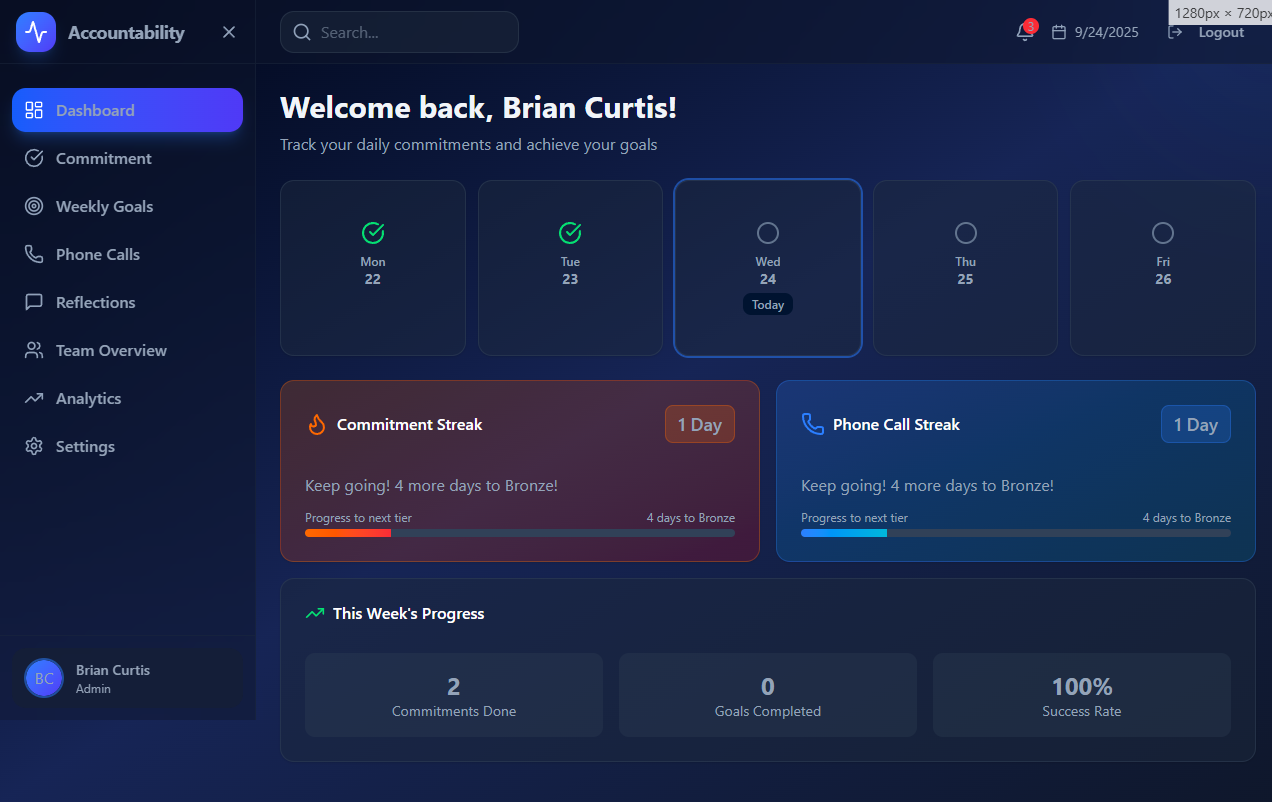 Accountability
Search...
3
9/24/2025
Logout
1280px × 720px
Dashboard
Commitment
Weekly Goals
Phone Calls
Reflections
Team Overview
Analytics
Settings
BC
Brian Curtis
Admin
Welcome back, Brian Curtis!
Track your daily commitments and achieve your goals
Mon
22
Tue
23
Wed
24
Today
Thu
25
Fri
26
Commitment Streak
1 Day
Keep going! 4 more days to Bronze!
Progress to next tier
4 days to Bronze
Phone Call Streak
1 Day
Keep going! 4 more days to Bronze!
Progress to next tier
4 days to Bronze
This Week's Progress
2
Commitments Done
0
Goals Completed
100%
Success Rate